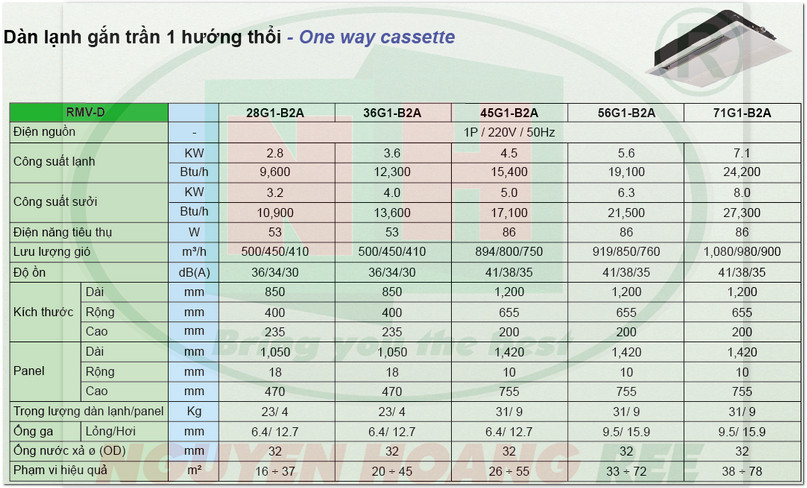 Dàn lạnh gắn trần 1 hướng thổi - One way cassette
®
RMV-D 28G1-B2A 36G1-B2A 45G1-B2A 56G1-B2A 71G1-B2A
Điện nguồn - 1P / 220V / 50Hz
Công suất lạnh KW 2.8 3.6 4.5 5.6 7.1
Btu/h 9,600 12,300 15,400 19,100 24,200
Công suất sưởi KW 3.2 4.0 5.0 6.3 8.0
Btu/h 10,900 13,600 17,100 21,500 27,300
Điện năng tiêu thụ W 53 53 86 86 86
Lưu lượng gió m³/h 500/450/410 500/450/410 894/800/750 919/850/760 1,080/980/900
Độ ồn dB(A) 36/34/30 36/34/30 41/38/35 41/38/35 41/38/35
Kích thước Dài mm 850 850 1,200 1,200 1,200
Rộng mm 400 400 655 655 655
Cao mm 235 235 200 200 200
Panel Dài mm 1,050 1,050 1,420 1,420 1,420
Rộng mm 18 18 10 10 10
Cao mm 470 470 755 755 755
Trọng lượng dàn lạnh/panel Kg 23/ 4 23/ 4 31/ 9 31/ 9 31/ 9
Ống ga Lỏng/Hơi mm 6.4/ 12.7 6.4/ 12.7 6.4/ 12.7 9.5/ 15.9 9.5/ 15.9
Ống nước xả ø (OD) mm 32 32 32 32 32
Phạm vi hiệu quả m² 16 ÷ 37 20 ÷ 45 26 ÷ 55 33 ÷ 72 38 ÷ 78
NH
Bring you the best
NGUYEN HOANG REE